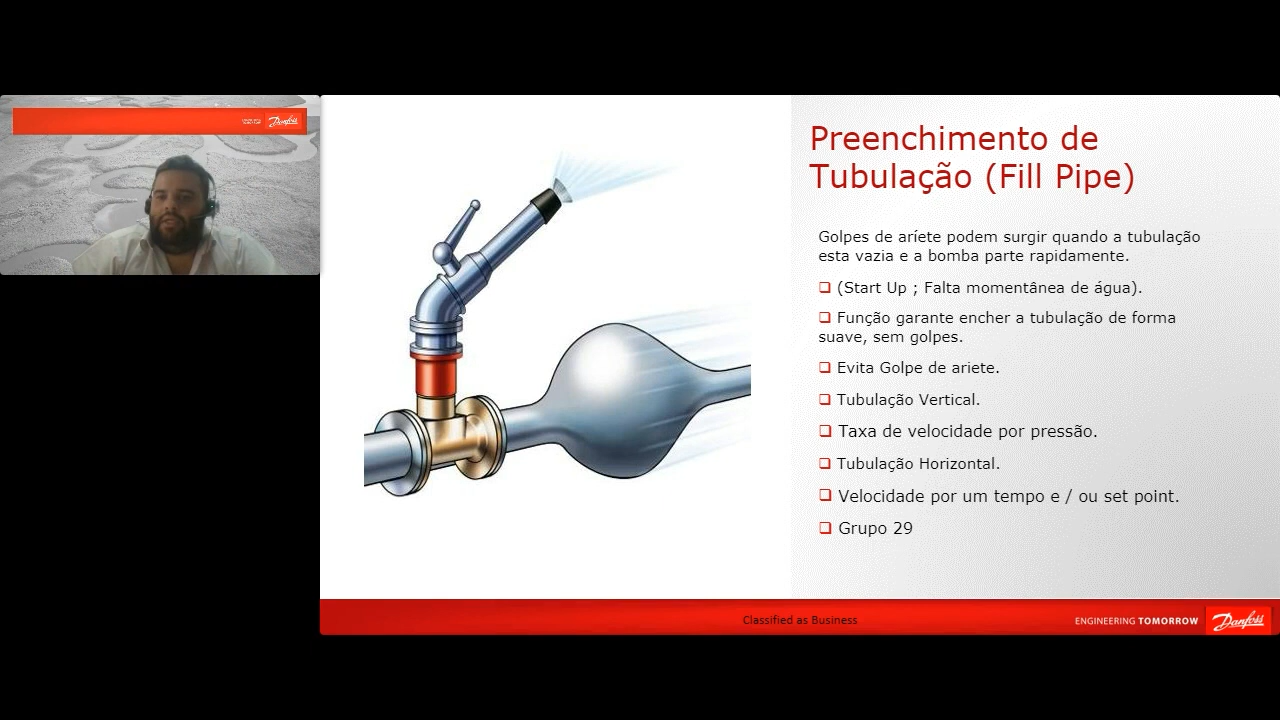 Danfoss
Preenchimento de
Tubulação (Fill Pipe)
Golpes de aríete podem surgir quando a tubulação
esta vazia e a bomba parte rapidamente.
(Start Up ; Falta momentânea de água).
Função garante encher a tubulação de forma
suave, sem golpes.
Evita Golpe de ariete.
Tubulação Vertical.
Taxa de velocidade por pressão.
Tubulação Horizontal.
Velocidade por um tempo e / ou set point.
Grupo 29
Classified as Business
ENGINEERING TOMORROW
Danfoss